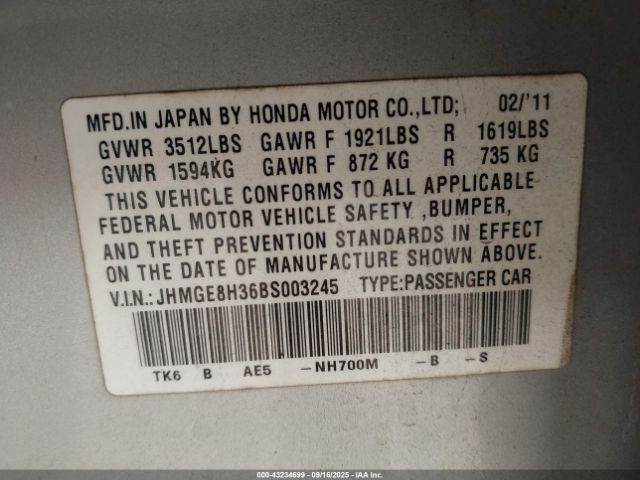 MFD.IN JAPAN BY HONDA MOTOR CO.,LTD; 02/'11
GVWR 3512LBS GAWR F 1921LBS R 1619LBS
GVWR 1594KG GAWR F 872 KG R 735 KG
THIS VEHICLE CONFORMS TO ALL APPLICABLE
FEDERAL MOTOR VEHICLE SAFETY ,BUMPER,
AND THEFT PREVENTION STANDARDS IN EFFECT
ON THE DATE OF MANUFACTURE SHOWN ABOVE.
V.I.N.:JHMGE8H36BS003245 TYPE:PASSENGER CAR
TK6 B AE5 -NH700M -B -S
000-43234699 - 09/16/2025 - IAA Inc.